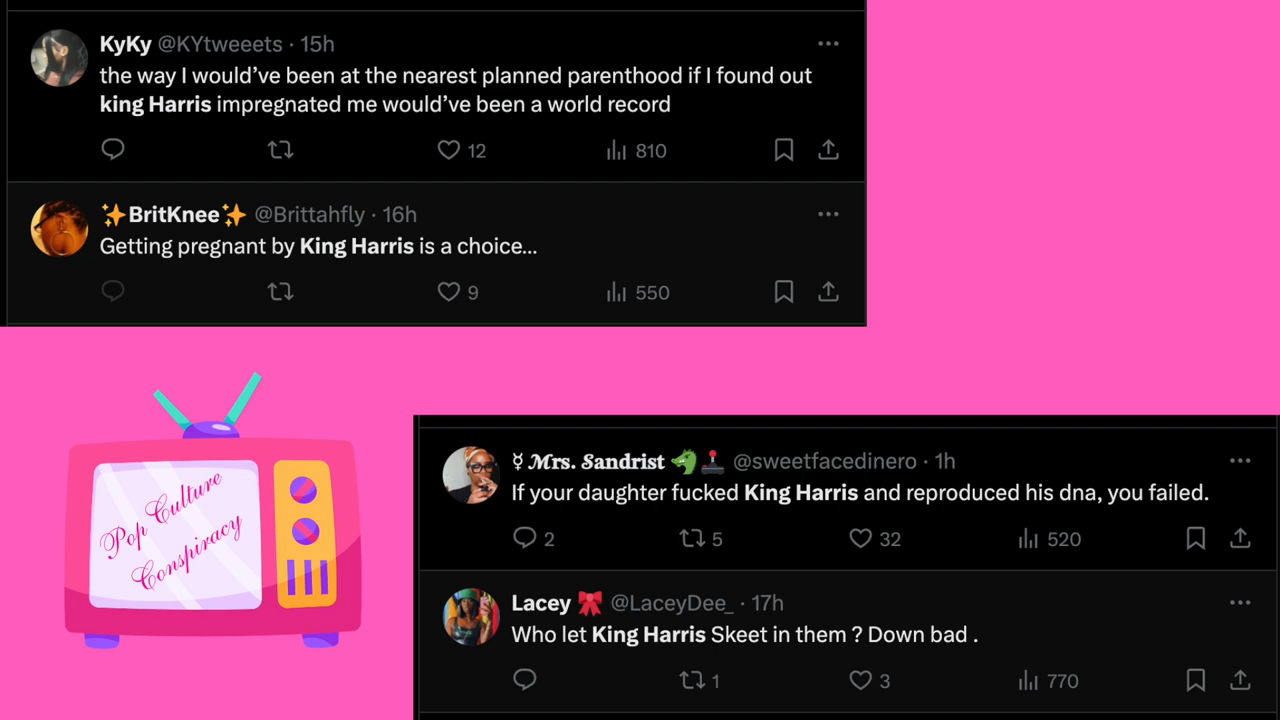 KyKy @KYtweeets · 15h
the way I would've been at the nearest planned parenthood if I found out
king Harris impregnated me would've been a world record
12 810
✨BritKnee✨ @Brittahfly · 16h
Getting pregnant by King Harris is a choice...
9 550
Pop Culture
Conspiracy
☿ 𝓜rs. 𝓢andrist 🐲🕹️ @sweetfacedinero · 1h
If your daughter fucked King Harris and reproduced his dna, you failed.
2 5 32 520
Lacey 🎀 @LaceyDee_ · 17h
Who let King Harris Skeet in them ? Down bad .
1 3 770